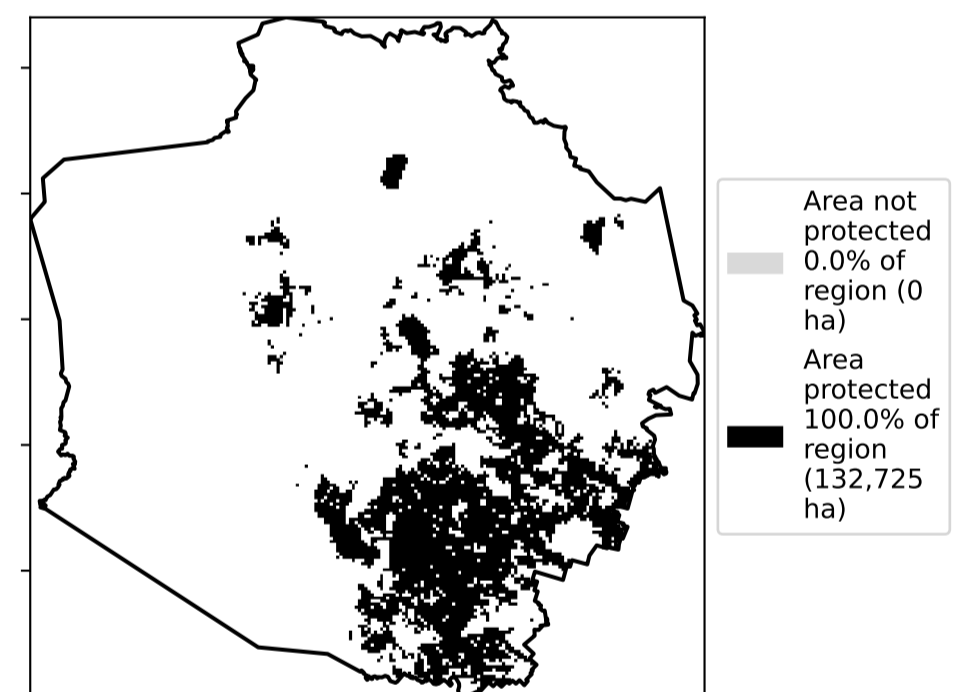 Area not
protected
0.0% of
region (0
ha)
Area
protected
100.0% of
region
(132,725
ha)